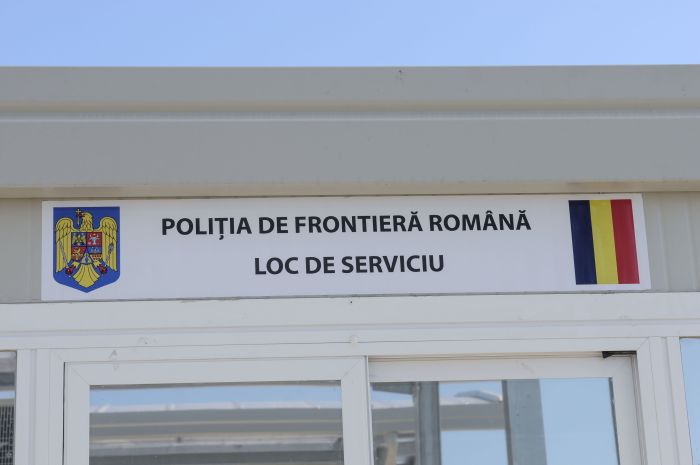 POLIȚIA DE FRONTIERĂ ROMÂNĂ
LOC DE SERVICIU